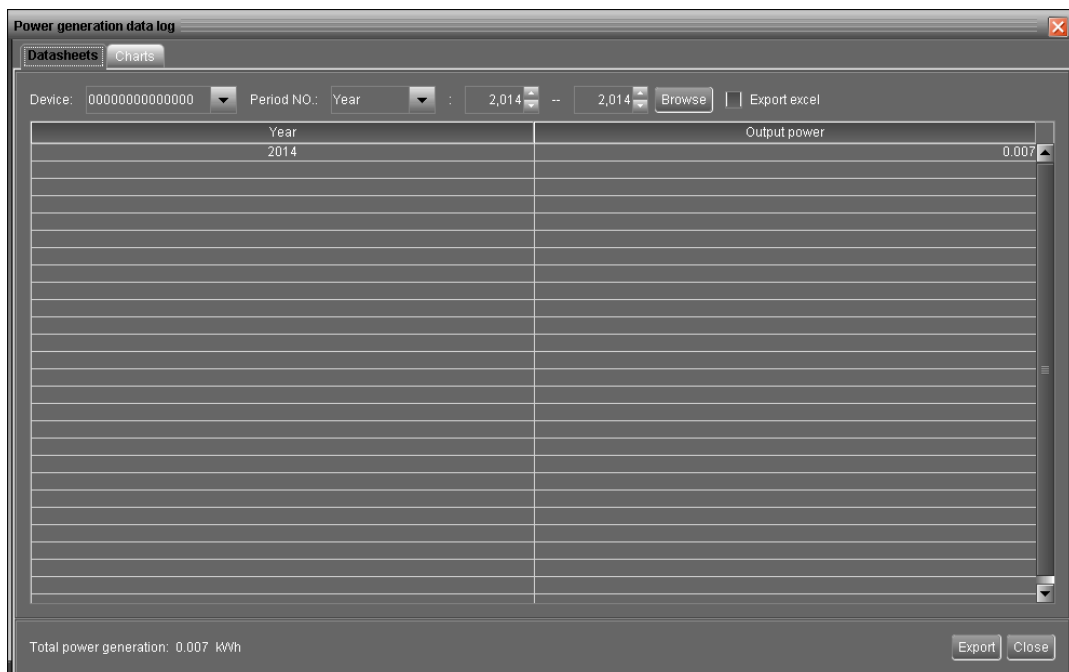 Power generation data log
Datasheets Charts
Device: 00000000000000 Period NO.: Year : 2,014 -- 2,014 Browse Export excel
Year Output power
2014 0.007
Total power generation: 0.007 kWh Export Close